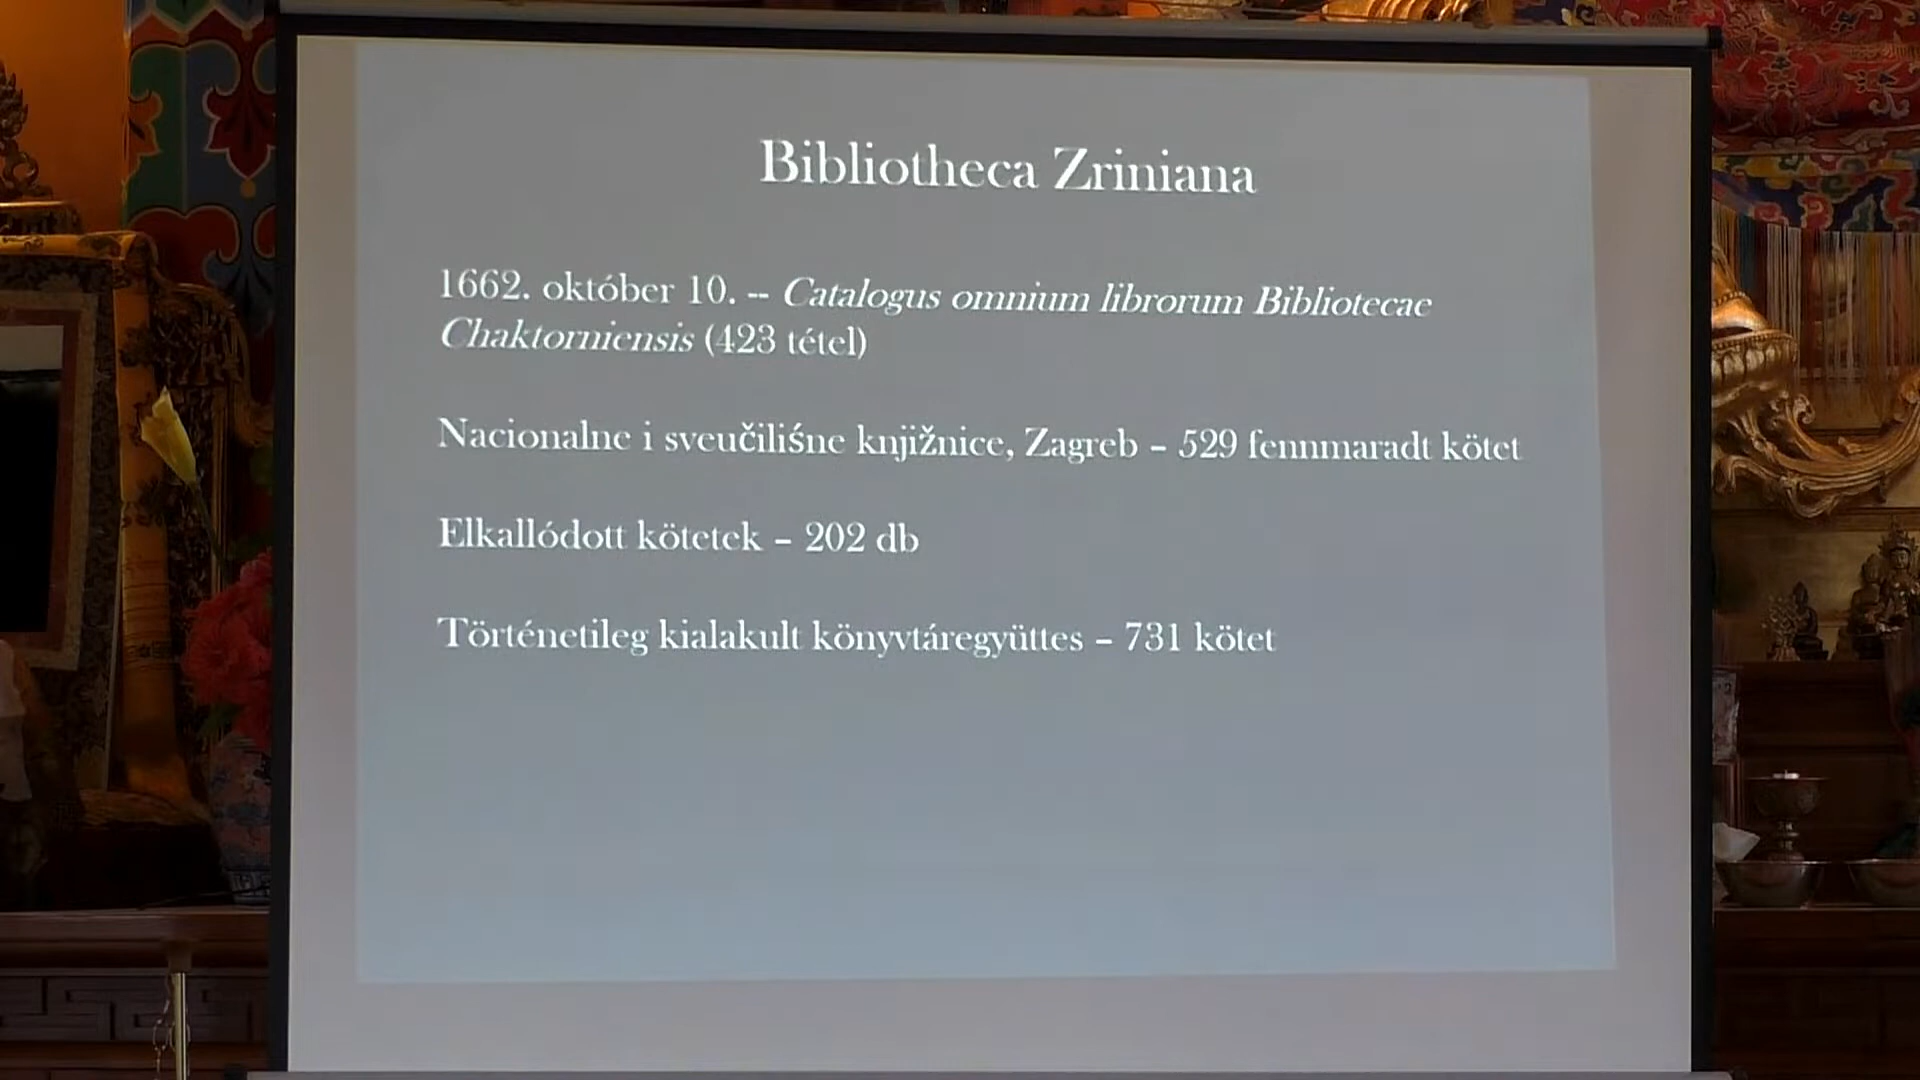 Bibliotheca Zriniana
1662. október 10. -- Catalogus omnium librorum Bibliotecae
Chaktorniensis (423 tétel)
Nacionalne i sveučiliśne knjižnice, Zagreb – 529 fennmaradt kötet
Elkallódott kötetek – 202 db
Történetileg kialakult könyvtáregyüttes – 731 kötet